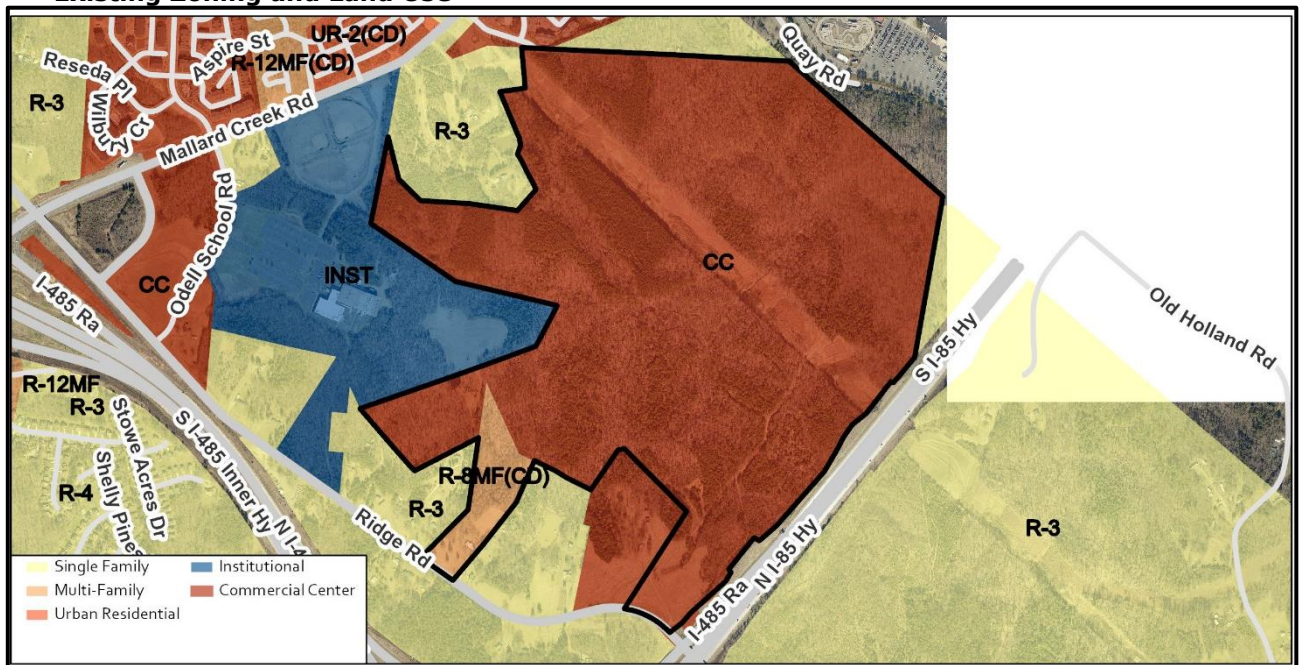 Existing Zoning and Land Use
Aspire St
UR-2(CD)
R-12MF(CD)
Reseda Pl
Wilbury Cr
R-3
Mallard Creek Rd
Quay Rd
R-3
Odell School Rd
CC
INST
CC
I-485 Ra
S I-85 Hy
Old Holland Rd
R-12MF
R-3
Stowe Acres Dr
S I-485 Inner Hy
R-4
Shelly Pines
R-8MF(CD)
R-3
Ridge Rd
R-3
N I-85 Hy
I-485 Ra
Single Family
Institutional
Multi-Family
Commercial Center
Urban Residential